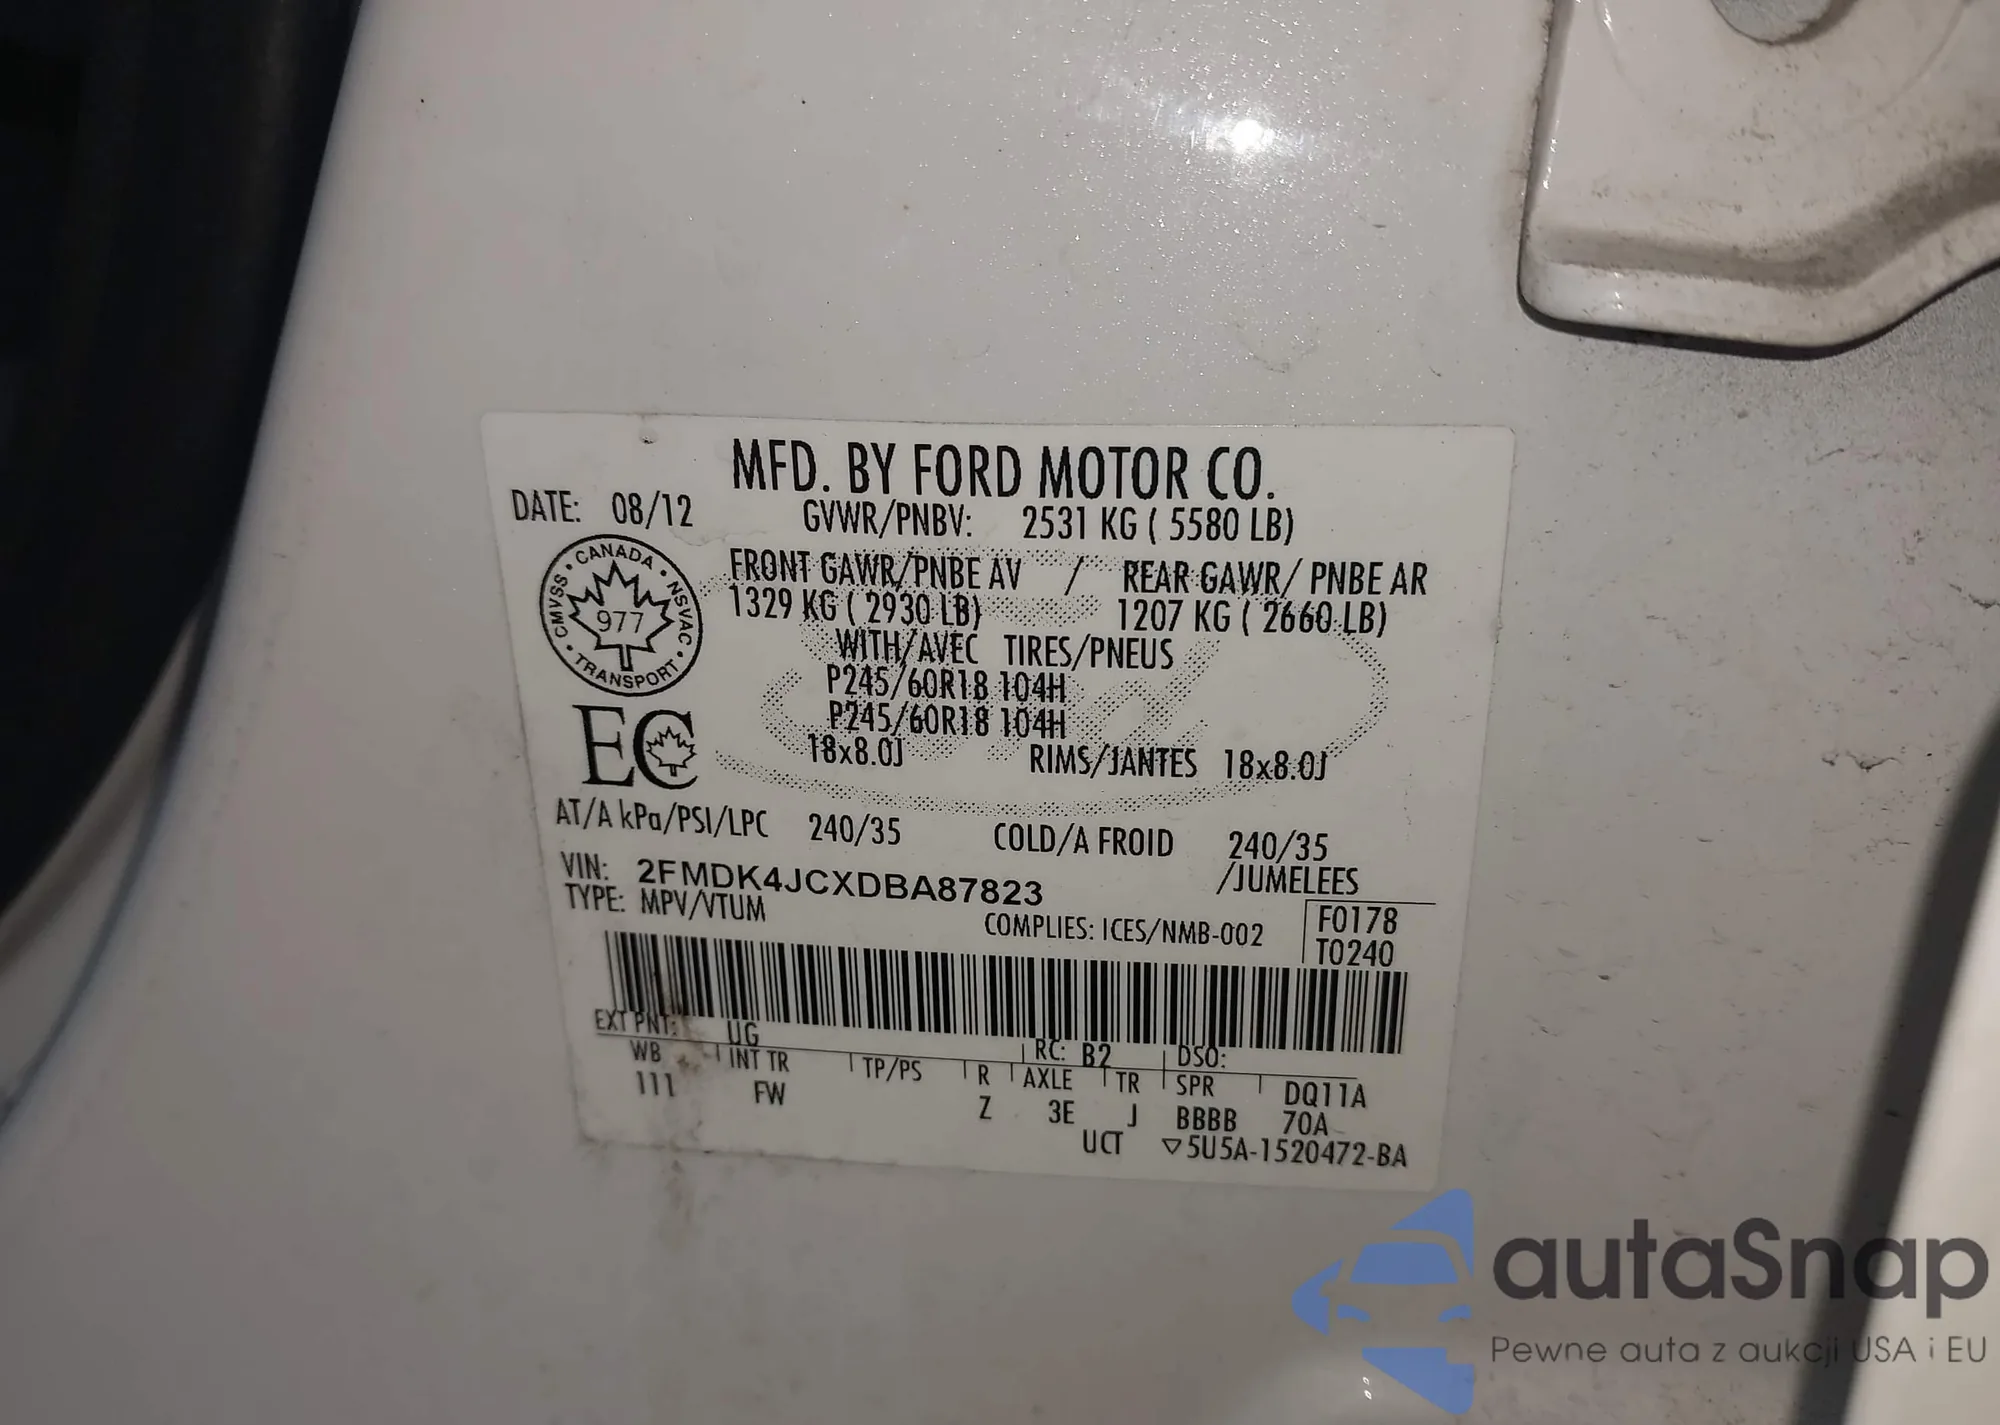 MFD. BY FORD MOTOR CO.
DATE: 08/12 GVWR/PNBV: 2531 KG ( 5580 LB)
FRONT GAWR/PNBE AV / REAR GAWR/ PNBE AR
1329 KG ( 2930 LB) 1207 KG ( 2660 LB)
WITH/AVEC TIRES/PNEUS
P245/60R18 104H
P245/60R18 104H
18x8.0J RIMS/JANTES 18x8.0J
CANADA · NSVAC · TRANSPORT · CMVSS
977
EC
AT/A kPa/PSI/LPC 240/35 COLD/A FROID 240/35
/JUMELEES
VIN: 2FMDK4JCXDBA87823
TYPE: MPV/VTUM COMPLIES: ICES/NMB-002
F0178
T0240
EXT PNT: UG RC: B2 DSO:
WB INT TR TP/PS R AXLE TR SPR DQ11A
111 FW Z 3E J BBBB 70A
UCT ▽5U5A-1520472-BA
autaSnap
Pewne auta z aukcji USA i EU